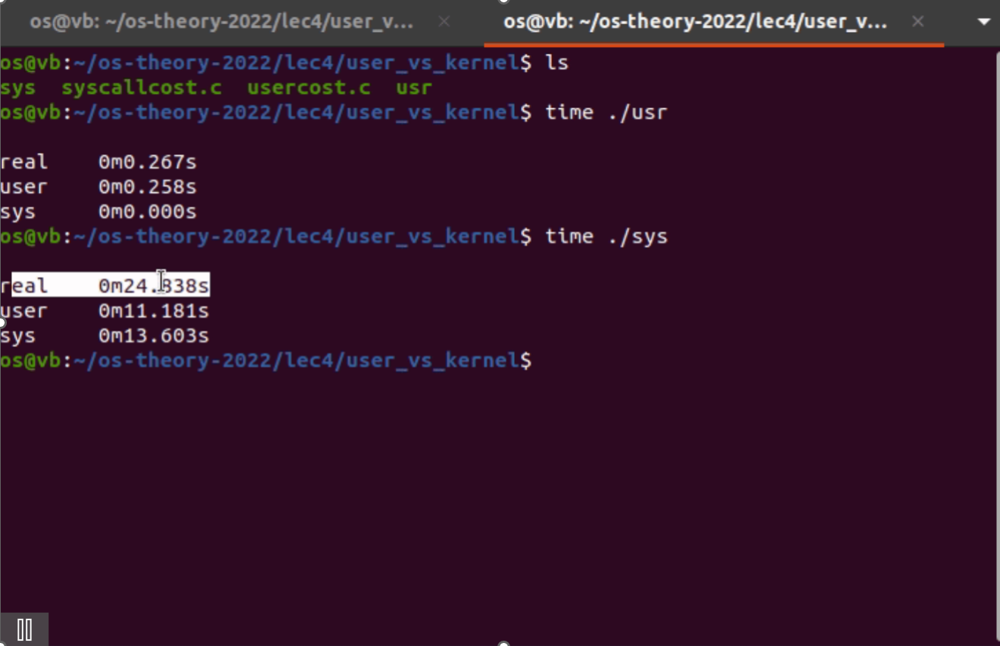 os@vb: ~/os-theory-2022/lec4/user_v...
os@vb: ~/os-theory-2022/lec4/user_v...
os@vb:~/os-theory-2022/lec4/user_vs_kernel$ ls
sys syscallcost.c usercost.c usr
os@vb:~/os-theory-2022/lec4/user_vs_kernel$ time ./usr
real 0m0.267s
user 0m0.258s
sys 0m0.000s
os@vb:~/os-theory-2022/lec4/user_vs_kernel$ time ./sys
real 0m24.838s
user 0m11.181s
sys 0m13.603s
os@vb:~/os-theory-2022/lec4/user_vs_kernel$